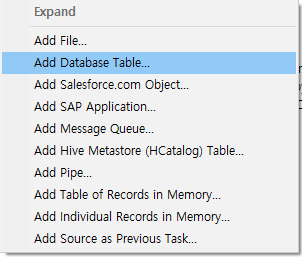 Expand
Add File...
Add Database Table...
Add Salesforce.com Object...
Add SAP Application...
Add Message Queue...
Add Hive Metastore (HCatalog) Table...
Add Pipe...
Add Table of Records in Memory...
Add Individual Records in Memory...
Add Source as Previous Task...